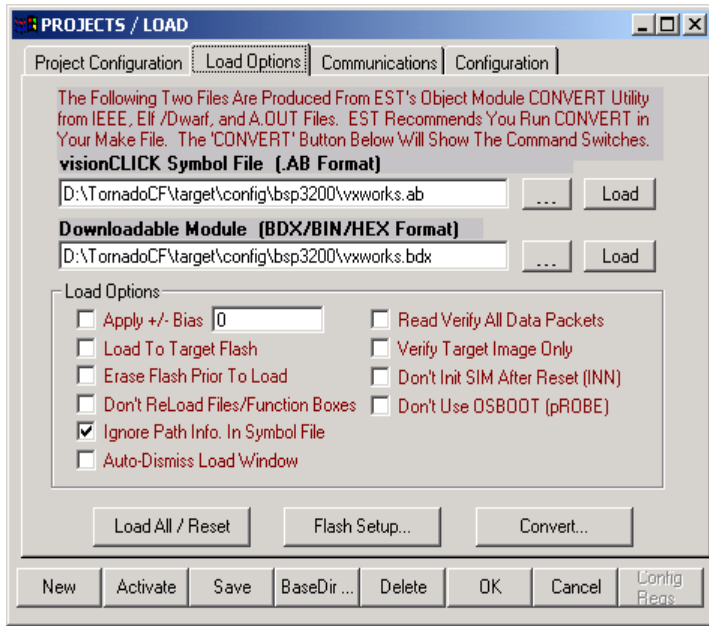 PROJECTS / LOAD
Project Configuration Load Options Communications Configuration
The Following Two Files Are Produced From EST's Object Module CONVERT Utility
from IEEE, Elf /Dwarf, and A.OUT Files. EST Recommends You Run CONVERT in
Your Make File. The 'CONVERT' Button Below Will Show The Command Switches.
visionCLICK Symbol File (.AB Format)
D:\TornadoCF\target\config\bsp3200\vxworks.ab ... Load
Downloadable Module (BDX/BIN/HEX Format)
D:\TornadoCF\target\config\bsp3200\vxworks.bdx ... Load
Load Options
Apply +/- Bias 0 Read Verify All Data Packets
Load To Target Flash Verify Target Image Only
Erase Flash Prior To Load Don't Init SIM After Reset (INN)
Don't ReLoad Files/Function Boxes Don't Use OSBOOT (pROBE)
Ignore Path Info. In Symbol File
Auto-Dismiss Load Window
Load All / Reset Flash Setup... Convert...
New Activate Save BaseDir ... Delete OK Cancel Config
Regs